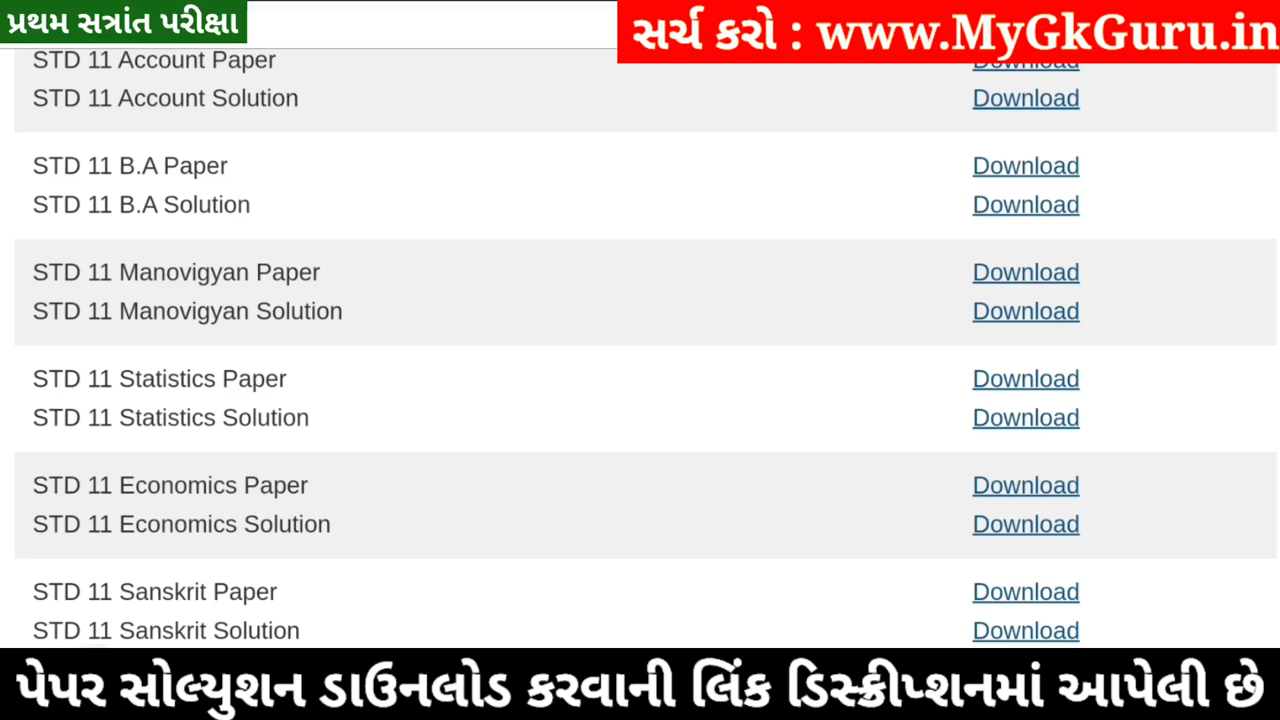 પ્રથમ સત્રાંત પરીક્ષા
સર્ચ કરો : www.MyGkGuru.in
STD 11 Account Paper Download
STD 11 Account Solution Download
STD 11 B.A Paper Download
STD 11 B.A Solution Download
STD 11 Manovigyan Paper Download
STD 11 Manovigyan Solution Download
STD 11 Statistics Paper Download
STD 11 Statistics Solution Download
STD 11 Economics Paper Download
STD 11 Economics Solution Download
STD 11 Sanskrit Paper Download
STD 11 Sanskrit Solution Download
પેપર સોલ્યુશન ડાઉનલોડ કરવાની લિંક ડિસ્ક્રીપ્શનમાં આપેલી છે